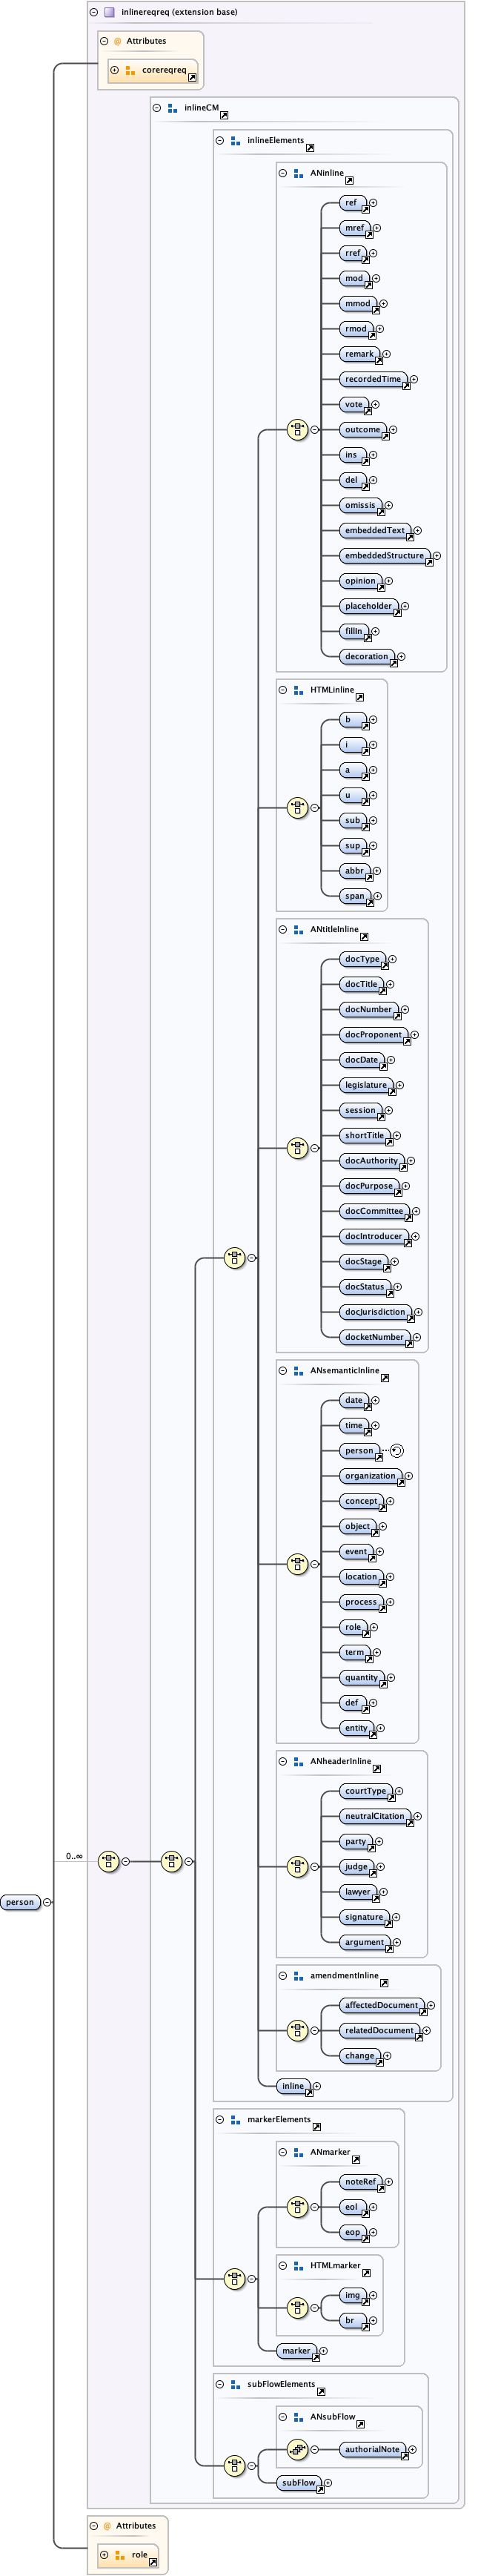 inlinereqreq (extension base)
Attributes
corereqreq
inlineCM
inlineElements
ANinline
ref
mref
rref
mod
mmod
rmod
remark
recordedTime
vote
outcome
ins
del
omissis
embeddedText
embeddedStructure
opinion
placeholder
fillIn
decoration
HTMLinline
b
i
a
u
sub
sup
abbr
span
ANtitleInline
docType
docTitle
docNumber
docProponent
docDate
legislature
session
shortTitle
docAuthority
docPurpose
docCommittee
docIntroducer
docStage
docStatus
docJurisdiction
docketNumber
ANsemanticInline
date
time
person
organization
concept
object
event
location
process
role
term
quantity
def
entity
ANheaderInline
courtType
neutralCitation
party
judge
lawyer
signature
argument
0..∞
person
amendmentInline
affectedDocument
relatedDocument
change
inline
markerElements
ANmarker
noteRef
eol
eop
HTMLmarker
img
br
marker
subFlowElements
ANsubFlow
authorialNote
subFlow
Attributes
role